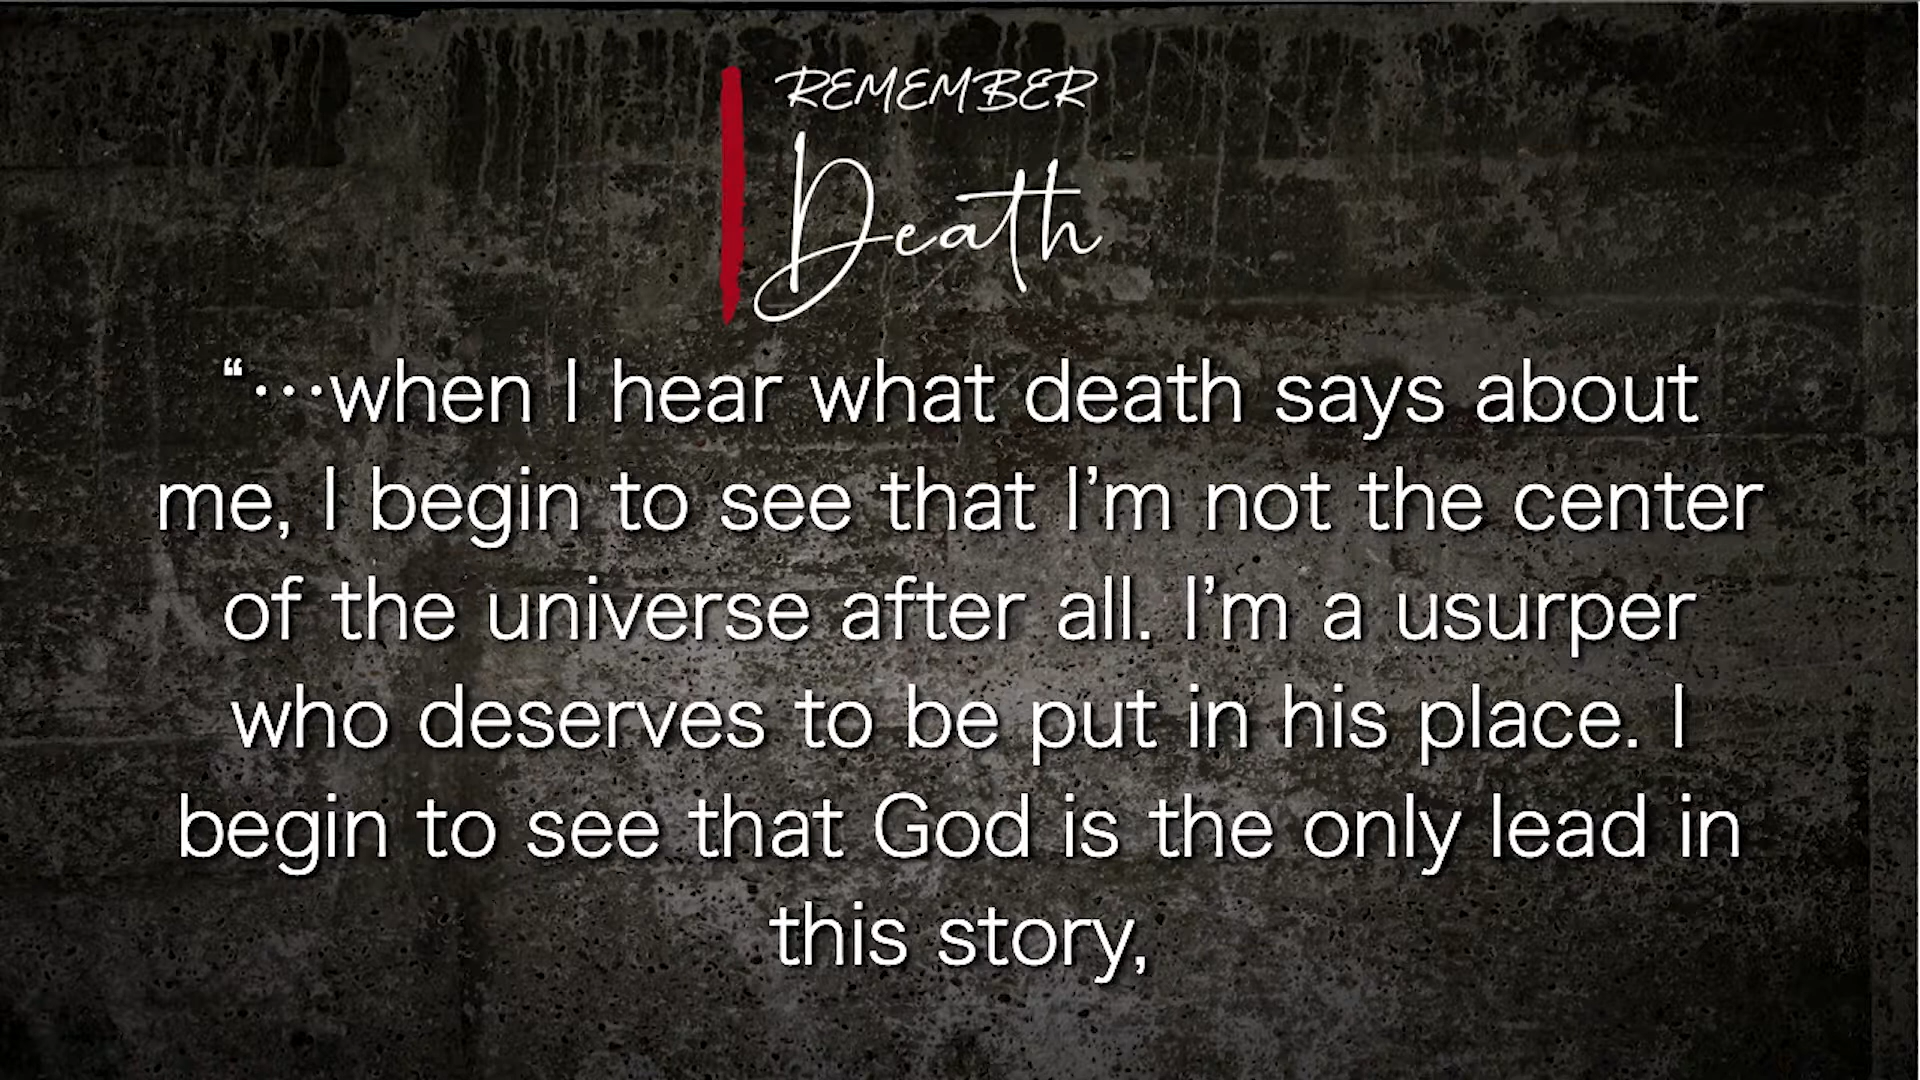 REMEMBER
Death
“…when I hear what death says about
me, I begin to see that I’m not the center
of the universe after all. I’m a usurper
who deserves to be put in his place. I
begin to see that God is the only lead in
this story,